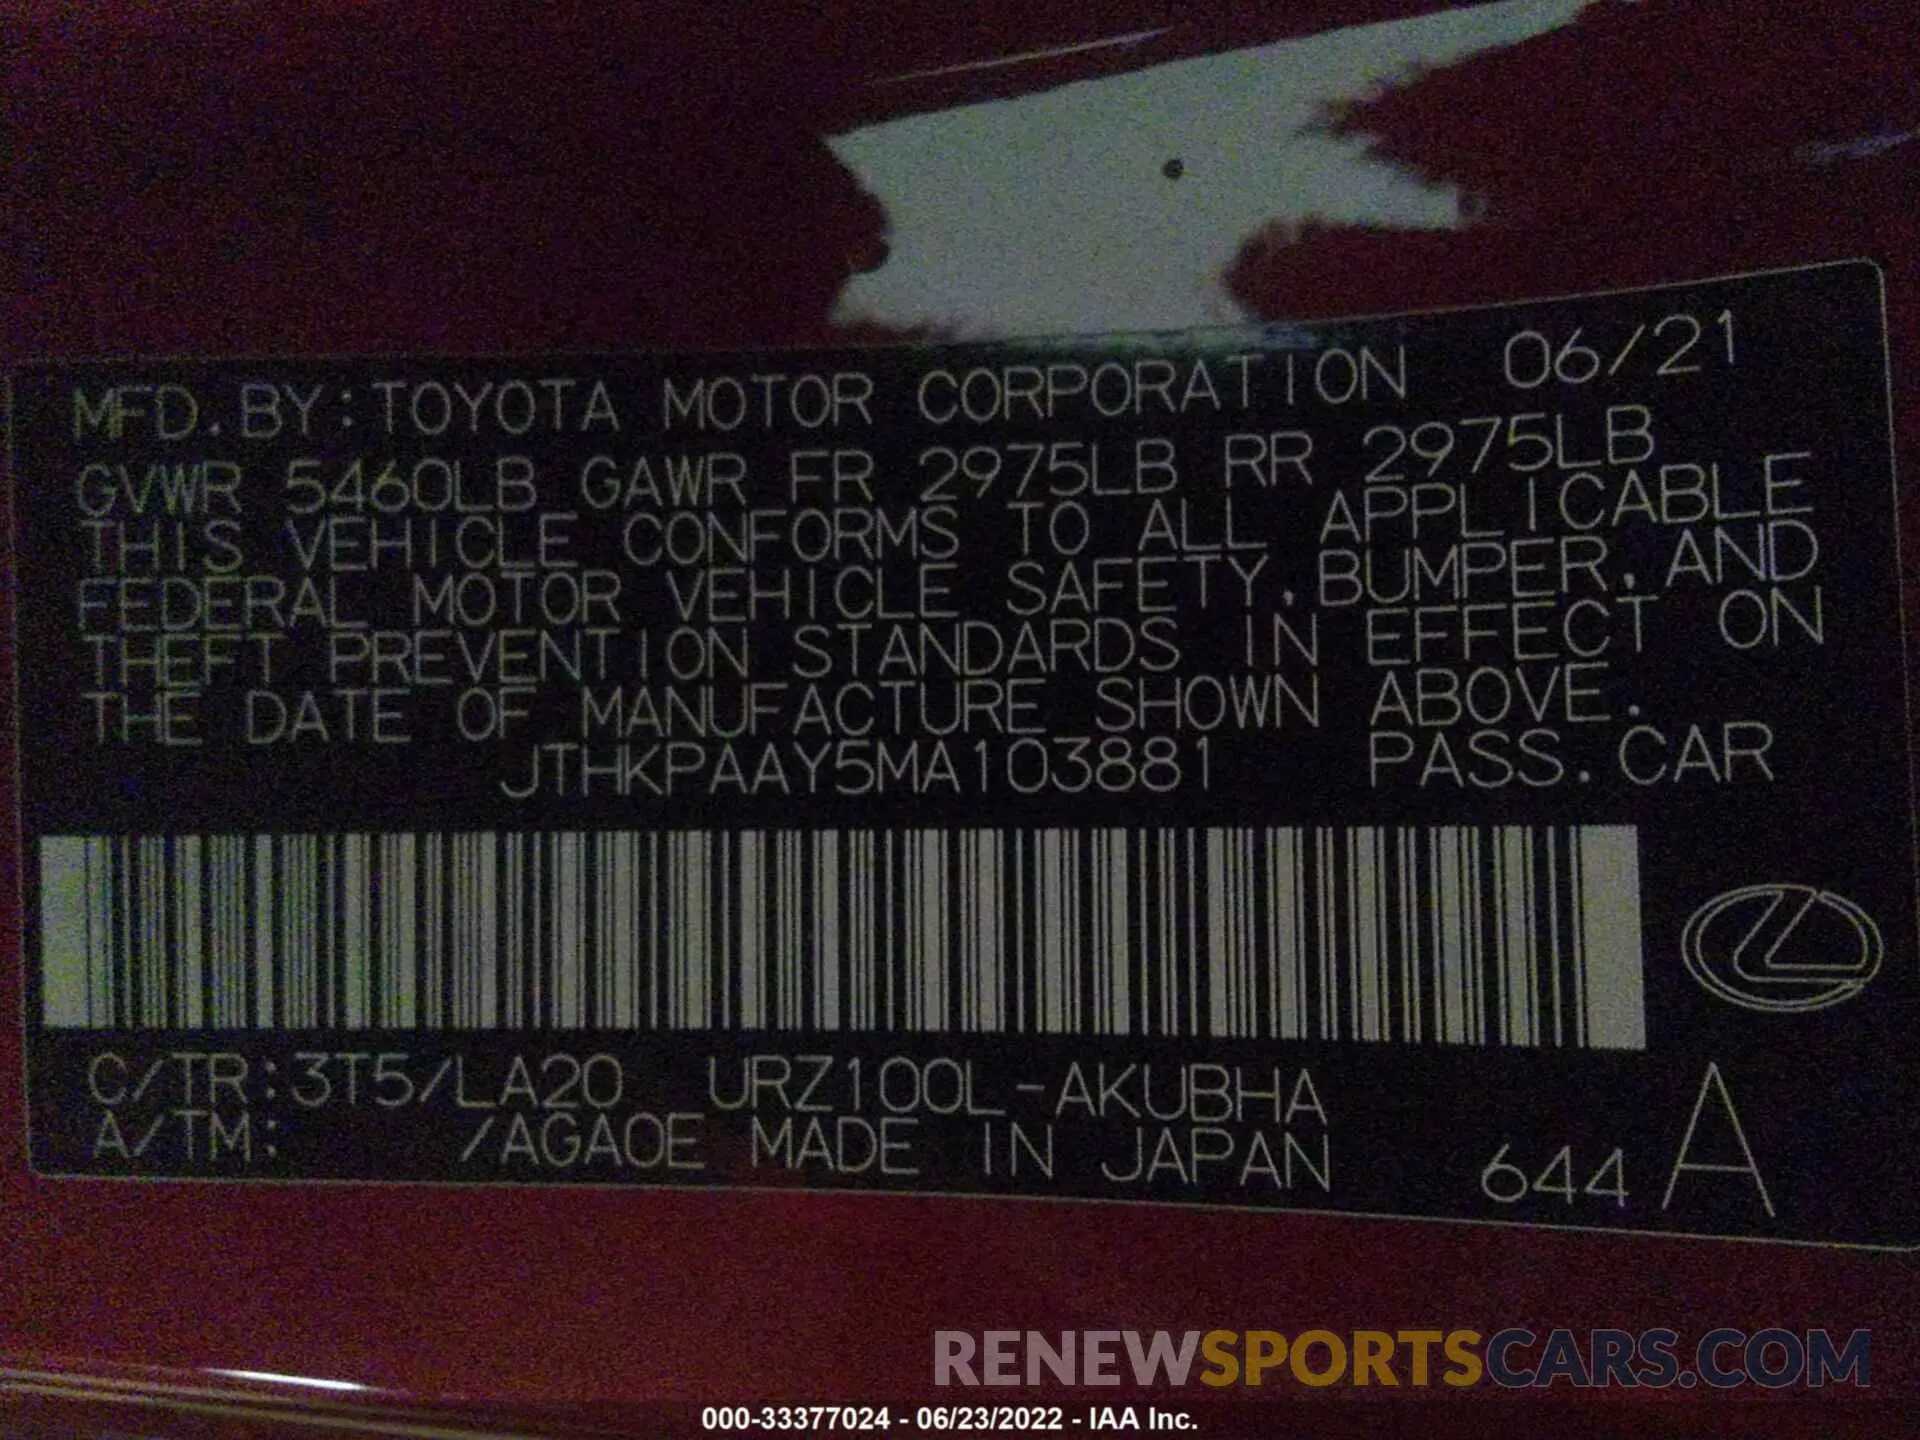 MFD.BY:TOYOTA MOTOR CORPORATION 06/21
GVWR 5460LB GAWR FR 2975LB RR 2975LB
THIS VEHICLE CONFORMS TO ALL APPLICABLE
FEDERAL MOTOR VEHICLE SAFETY,BUMPER,AND
THEFT PREVENTION STANDARDS IN EFFECT ON
THE DATE OF MANUFACTURE SHOWN ABOVE.
JTHKPAAY5MA103881 PASS.CAR
C/TR:3T5/LA20 URZ100L-AKUBHA
A/TM: /AGA0E MADE IN JAPAN 644 A
RENEWSPORTSCARS.COM
000-33377024 - 06/23/2022 - IAA Inc.